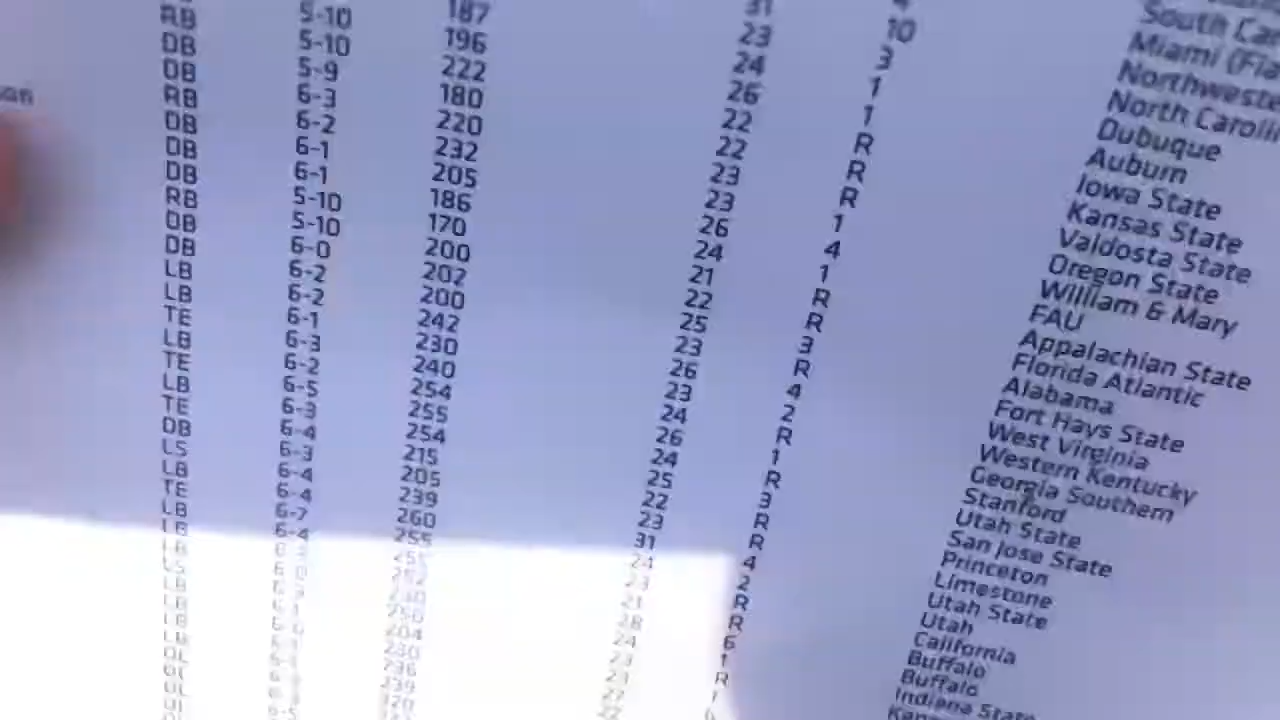 RB
DB
DB
RB
DB
DB
DB
RB
DB
DB
LB
LB
TE
LB
TE
LB
TE
DB
LS
LB
TE
LB
5-10
5-10
5-9
6-3
6-2
6-1
6-1
5-10
5-10
6-0
6-2
6-2
6-1
6-3
6-2
6-5
6-3
6-4
6-3
6-4
6-4
6-7
6-4
187
196
222
180
220
232
205
186
170
200
202
200
242
230
240
254
255
254
215
205
239
260
255
31
23
24
26
22
22
23
23
26
24
21
22
25
23
26
23
24
26
24
25
22
23
31
24
10
3
1
1
R
R
R
1
4
1
R
R
3
R
4
2
R
1
R
3
R
R
4
2
R
R
6
1
R
South Car
Miami (Fla
Northweste
North Carolin
Dubuque
Auburn
Iowa State
Kansas State
Valdosta State
Oregon State
William & Mary
FAU
Appalachian State
Florida Atlantic
Alabama
Fort Hays State
West Virginia
Western Kentucky
Georgia Southern
Stanford
Utah State
San Jose State
Princeton
Limestone
Utah State
Utah
California
Buffalo
Buffalo
Indiana State